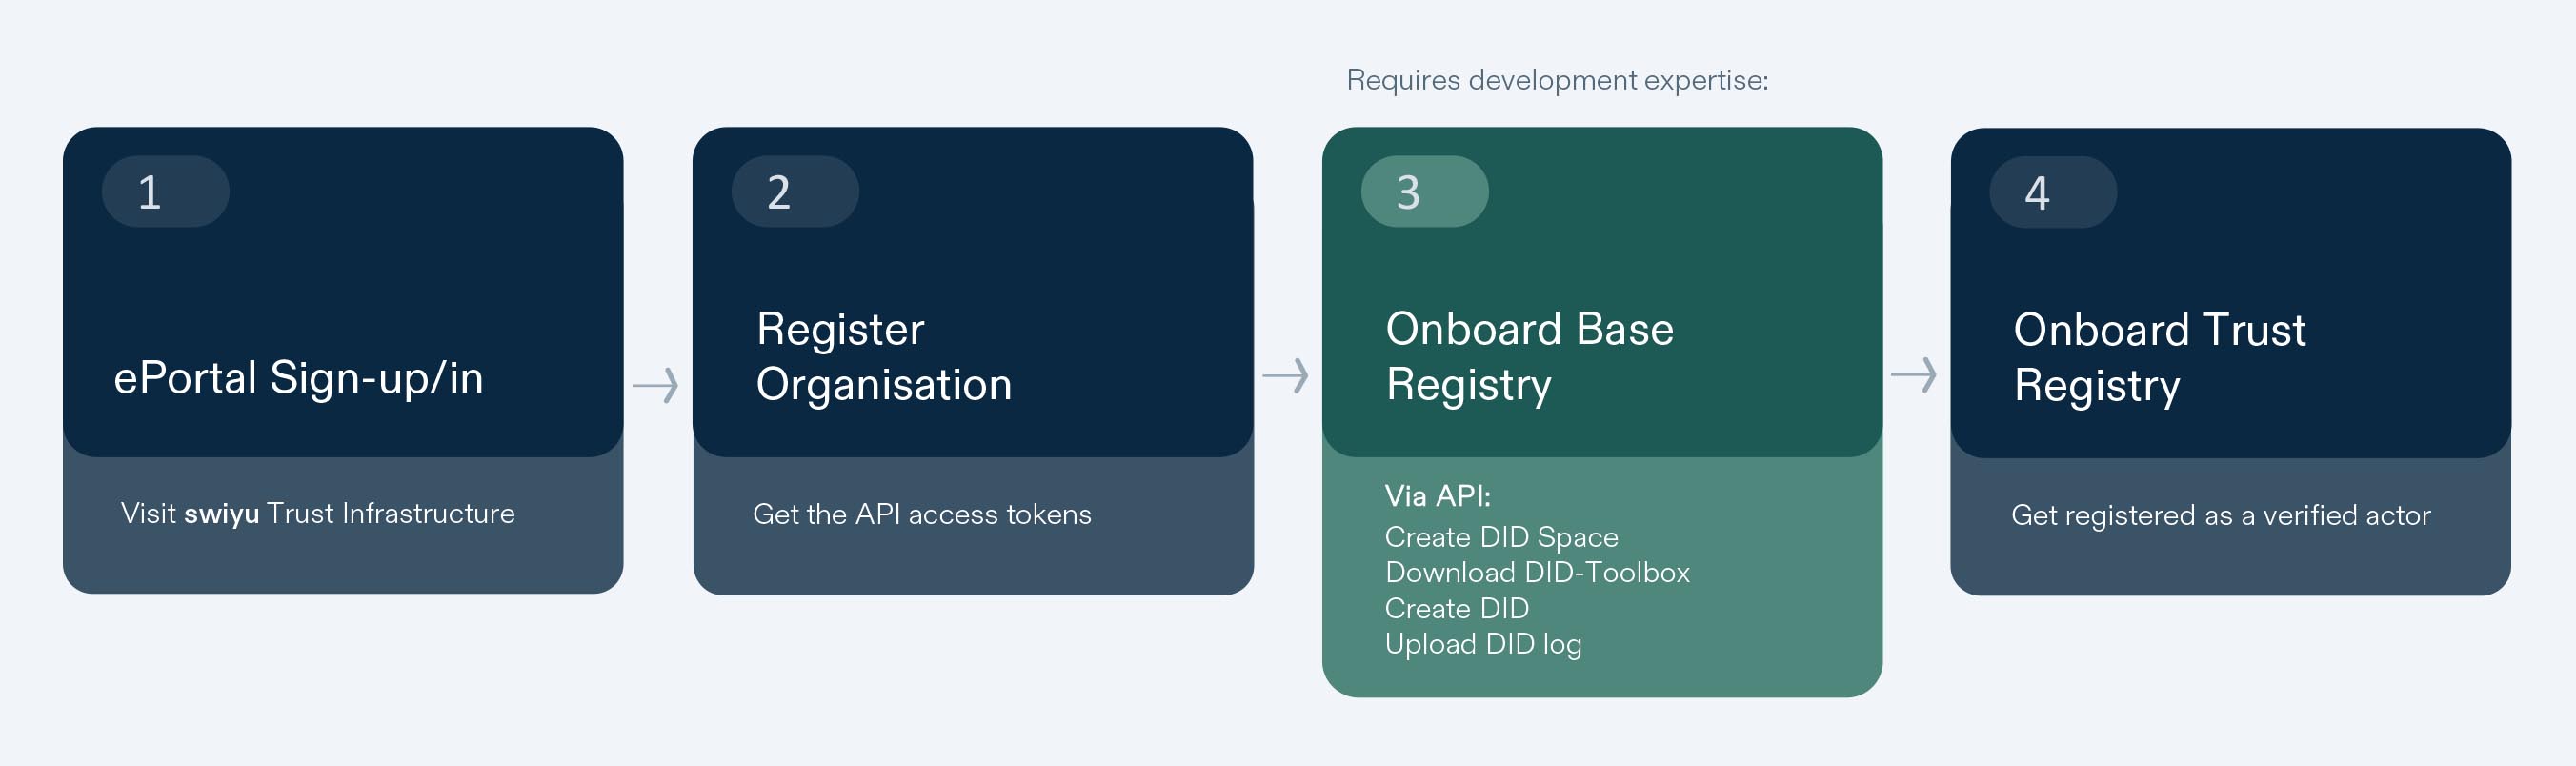 Requires development expertise:
1
ePortal Sign-up/in
Visit swiyu Trust Infrastructure
2
Register
Organisation
Get the API access tokens
3
Onboard Base
Registry
Via API:
Create DID Space
Download DID-Toolbox
Create DID
Upload DID log
4
Onboard Trust
Registry
Get registered as a verified actor